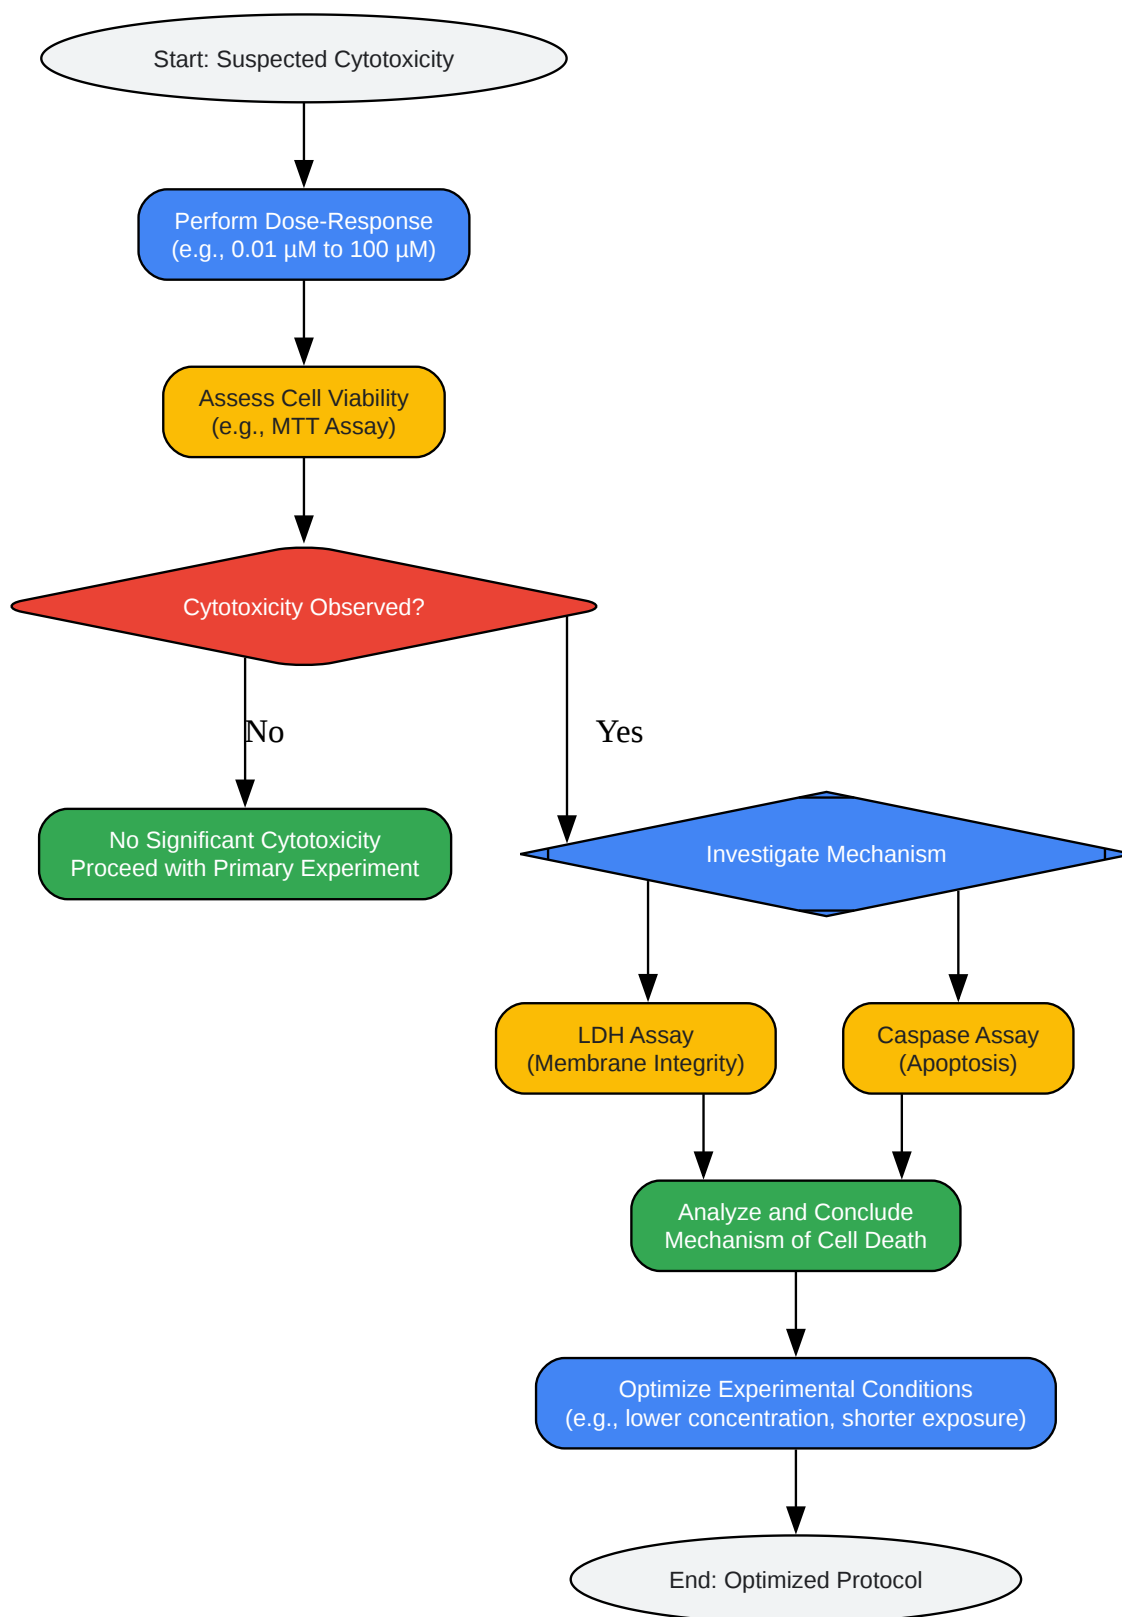 Start: Suspected Cytotoxicity
Perform Dose-Response
(e.g., 0.01 µM to 100 µM)
Assess Cell Viability
(e.g., MTT Assay)
Cytotoxicity Observed?
No
Yes
No Significant Cytotoxicity
Proceed with Primary Experiment
Investigate Mechanism
LDH Assay
(Membrane Integrity)
Caspase Assay
(Apoptosis)
Analyze and Conclude
Mechanism of Cell Death
Optimize Experimental Conditions
(e.g., lower concentration, shorter exposure)
End: Optimized Protocol